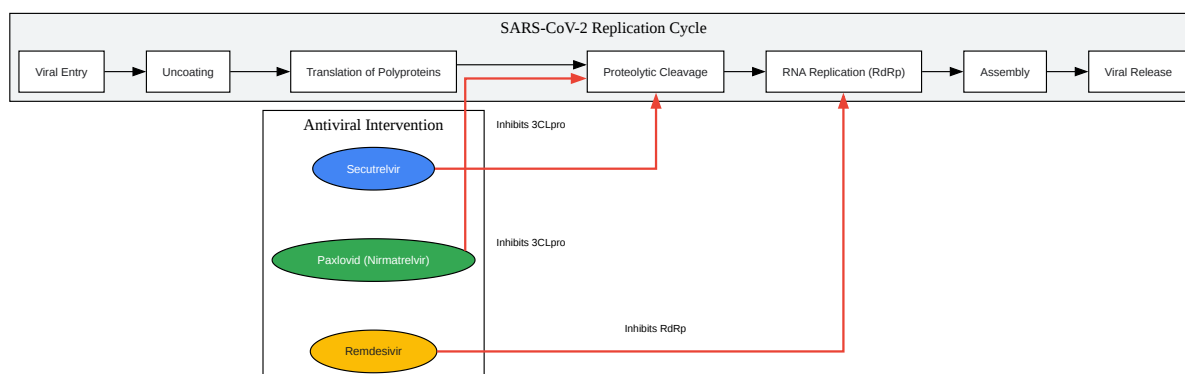 SARS-CoV-2 Replication Cycle
Viral Entry
Uncoating
Translation of Polyproteins
Proteolytic Cleavage
RNA Replication (RdRp)
Assembly
Viral Release
Antiviral Intervention
Inhibits 3CLpro
Secutrelvir
Inhibits 3CLpro
Paxlovid (Nirmatrelvir)
Inhibits RdRp
Remdesivir